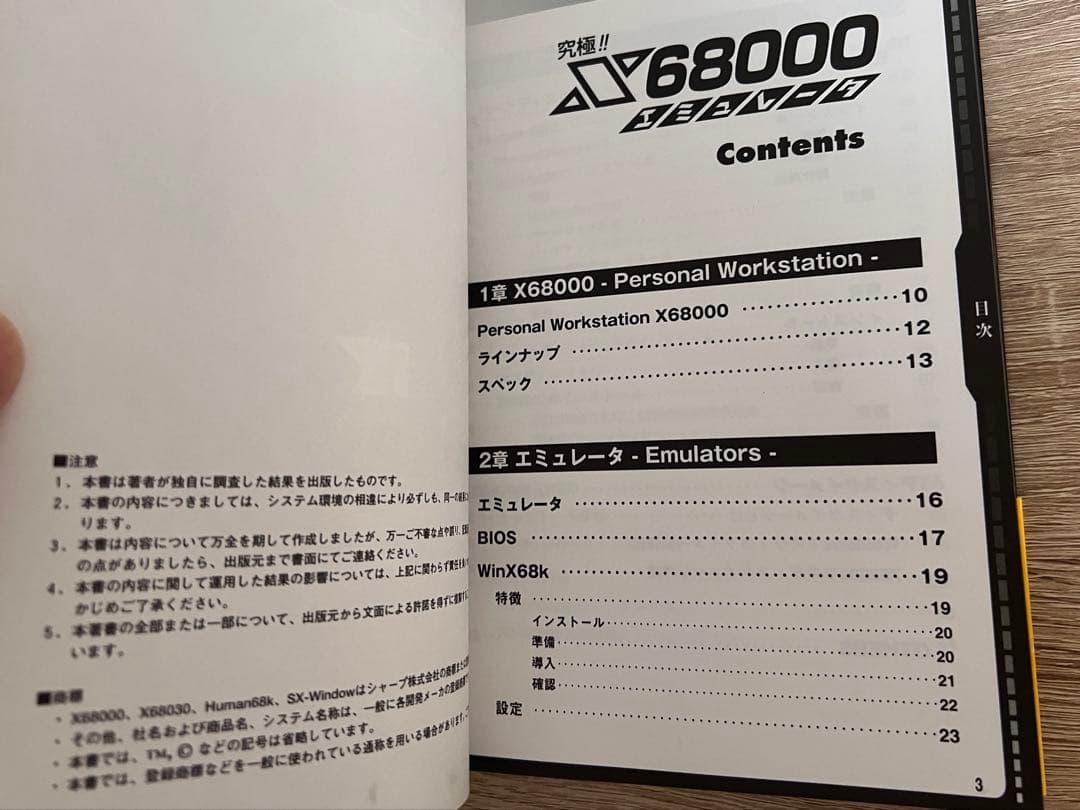 ■注意
1. 本書は著者が独自に調査した結果を出版したものです。
2. 本書の内容につきましては、システム環境の相違により必ずしも、同一の
ります。
3. 本書は内容について万全を期して作成しましたが、万一ご不審な点や誤り、
の点がありましたら、出版元まで書面にてご連絡ください。
4. 本書の内容に関して運用した結果の影響については、上記に関わらず責任を
かじめご了承ください。
5. 本著書の全部または一部について、出版元から文面による許諾を得ずに
います。
■商標
・ X68000、X68030、Human68k、SX-Windowはシャープ株式会社の商標または
・ その他、社名および商品名、システム名称は、一般に各開発メーカの登録商標
・ 本書では、TM、© などの記号は省略しています。
・ 本書では、登録商標などを一般に使われている通称を用いる場合があります。
究極!!
X68000
エミュレータ
Contents
1章 X68000 - Personal Workstation -
Personal Workstation X68000 ‥‥‥‥‥‥ 10
ラインナップ ‥‥‥‥‥‥ 12
スペック ‥‥‥‥‥‥ 13
2章 エミュレータ - Emulators -
エミュレータ ‥‥‥‥‥‥ 16
BIOS ‥‥‥‥‥‥ 17
WinX68k ‥‥‥‥‥‥ 19
特徴 ‥‥‥‥‥‥ 19
インストール ‥‥‥‥‥‥ 20
準備 ‥‥‥‥‥‥ 20
導入 ‥‥‥‥‥‥ 21
確認 ‥‥‥‥‥‥ 22
設定 ‥‥‥‥‥‥ 23
目次
3